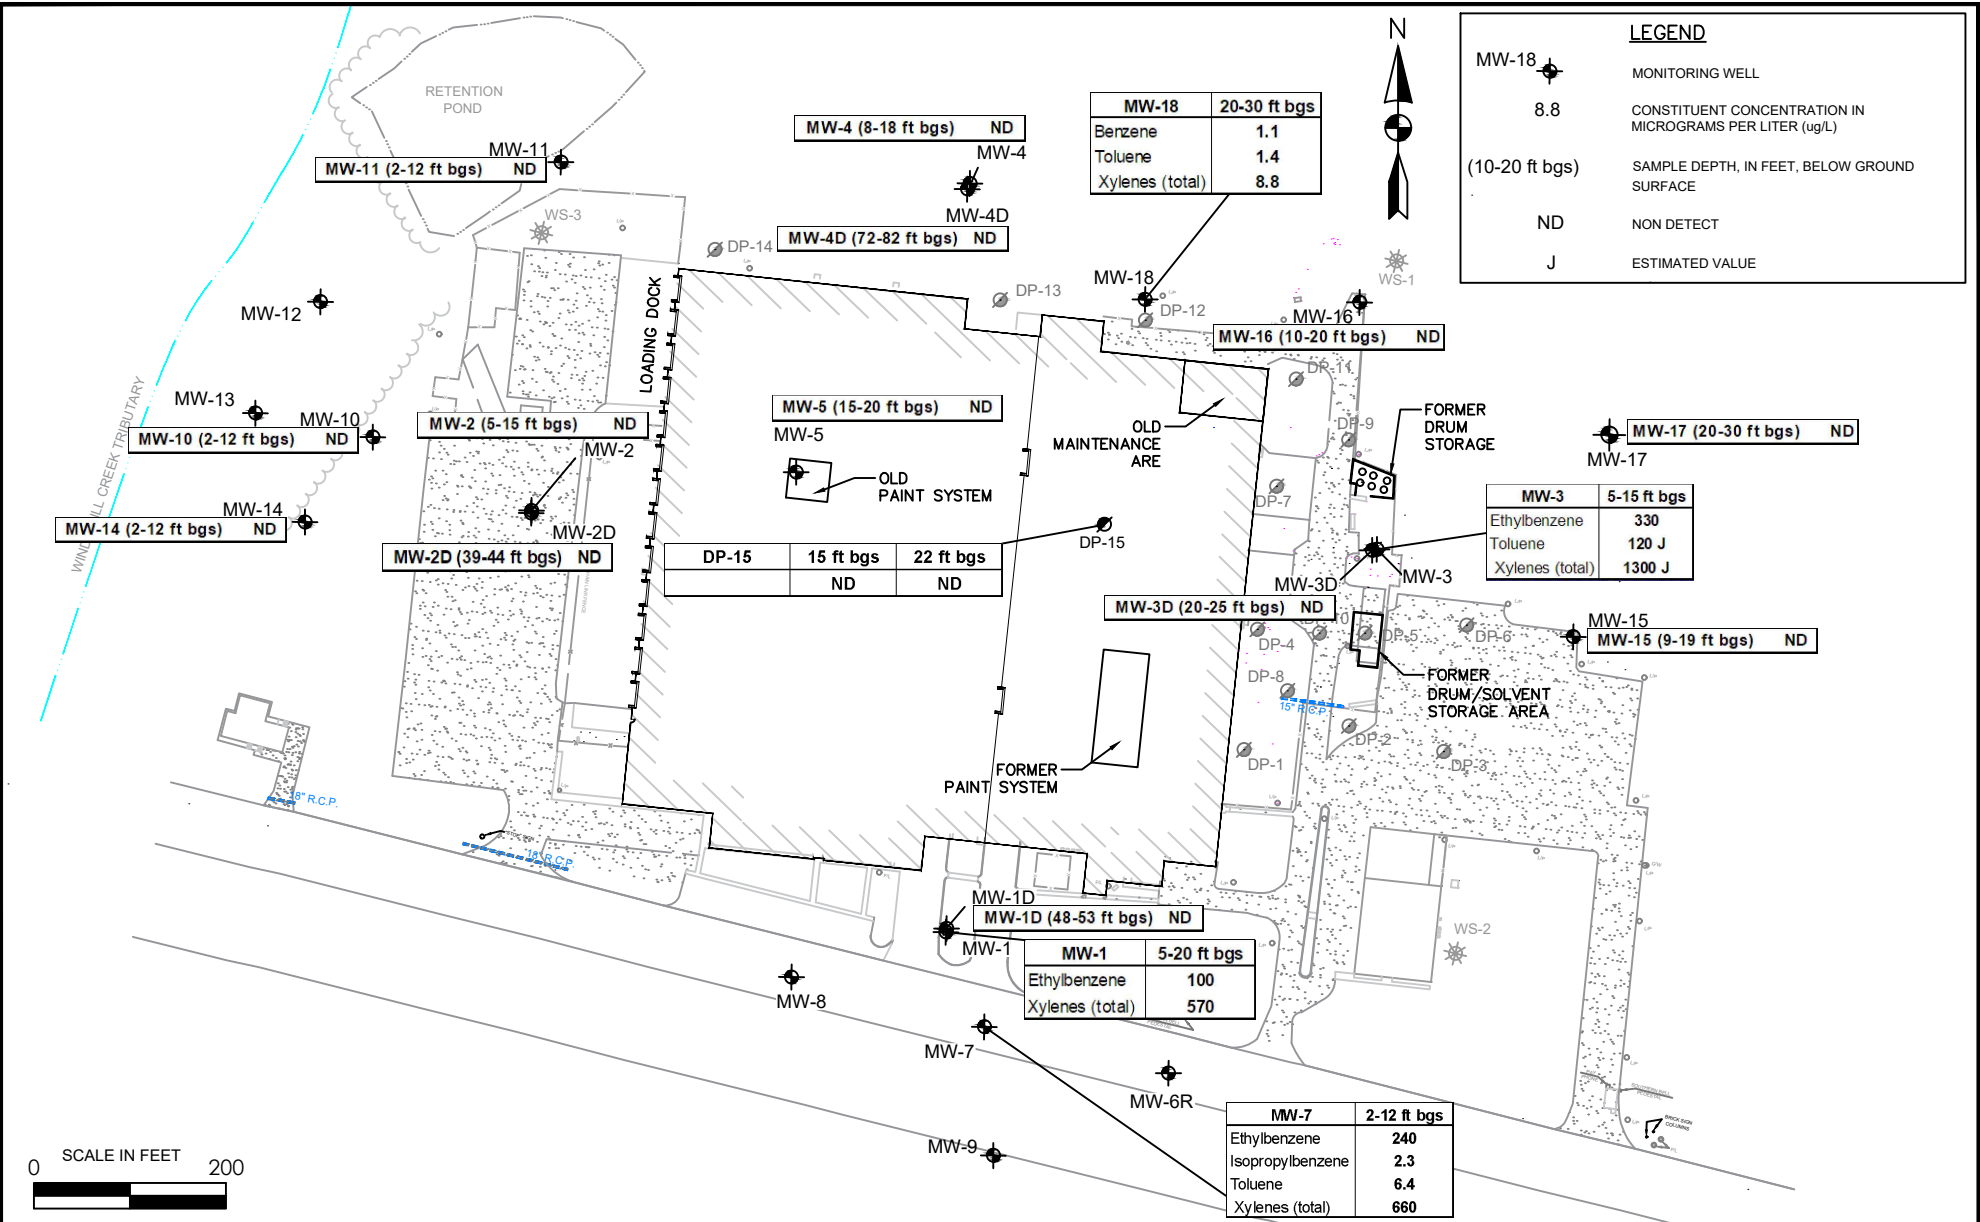 N
LEGEND
MW-18
MONITORING WELL
8.8
CONSTITUENT CONCENTRATION IN
MICROGRAMS PER LITER (ug/L)
(10-20 ft bgs)
SAMPLE DEPTH, IN FEET, BELOW GROUND
SURFACE
ND
NON DETECT
J
ESTIMATED VALUE
RETENTION
POND
MW-11
MW-11 (2-12 ft bgs) ND
MW-4 (8-18 ft bgs) ND
MW-4
MW-4D
MW-4D (72-82 ft bgs) ND
MW-18 20-30 ft bgs
Benzene 1.1
Toluene 1.4
Xylenes (total) 8.8
WS-3
DP-14
DP-13
MW-18
DP-12
WS-1
MW-16
MW-16 (10-20 ft bgs) ND
MW-12
LOADING DOCK
DP-11
MW-13
MW-10
MW-10 (2-12 ft bgs) ND
MW-2 (5-15 ft bgs) ND
MW-2
MW-5 (15-20 ft bgs) ND
MW-5
OLD
PAINT SYSTEM
OLD
MAINTENANCE
ARE
DP-9
FORMER
DRUM
STORAGE
MW-17 (20-30 ft bgs) ND
MW-17
DP-7
MW-3 5-15 ft bgs
Ethylbenzene 330
Toluene 120 J
Xylenes (total) 1300 J
MW-14
MW-14 (2-12 ft bgs) ND
MW-2D
MW-2D (39-44 ft bgs) ND
DP-15 15 ft bgs 22 ft bgs
ND ND
DP-15
MW-3D
MW-3
MW-3D (20-25 ft bgs) ND
DP-4
DP-5
DP-6
MW-15
MW-15 (9-19 ft bgs) ND
DP-8
15" R.C.P.
FORMER
DRUM/SOLVENT
STORAGE AREA
DP-2
DP-1
DP-3
FORMER
PAINT SYSTEM
18" R.C.P.
18" R.C.P.
MW-1D
MW-1D (48-53 ft bgs) ND
MW-1
MW-1 5-20 ft bgs
Ethylbenzene 100
Xylenes (total) 570
WS-2
MW-8
MW-7
MW-6R
MW-9
MW-7 2-12 ft bgs
Ethylbenzene 240
Isopropylbenzene 2.3
Toluene 6.4
Xylenes (total) 660
BRICK SIGN
COLUMNS
SCALE IN FEET
0 200
CREEK TRIBUTARY